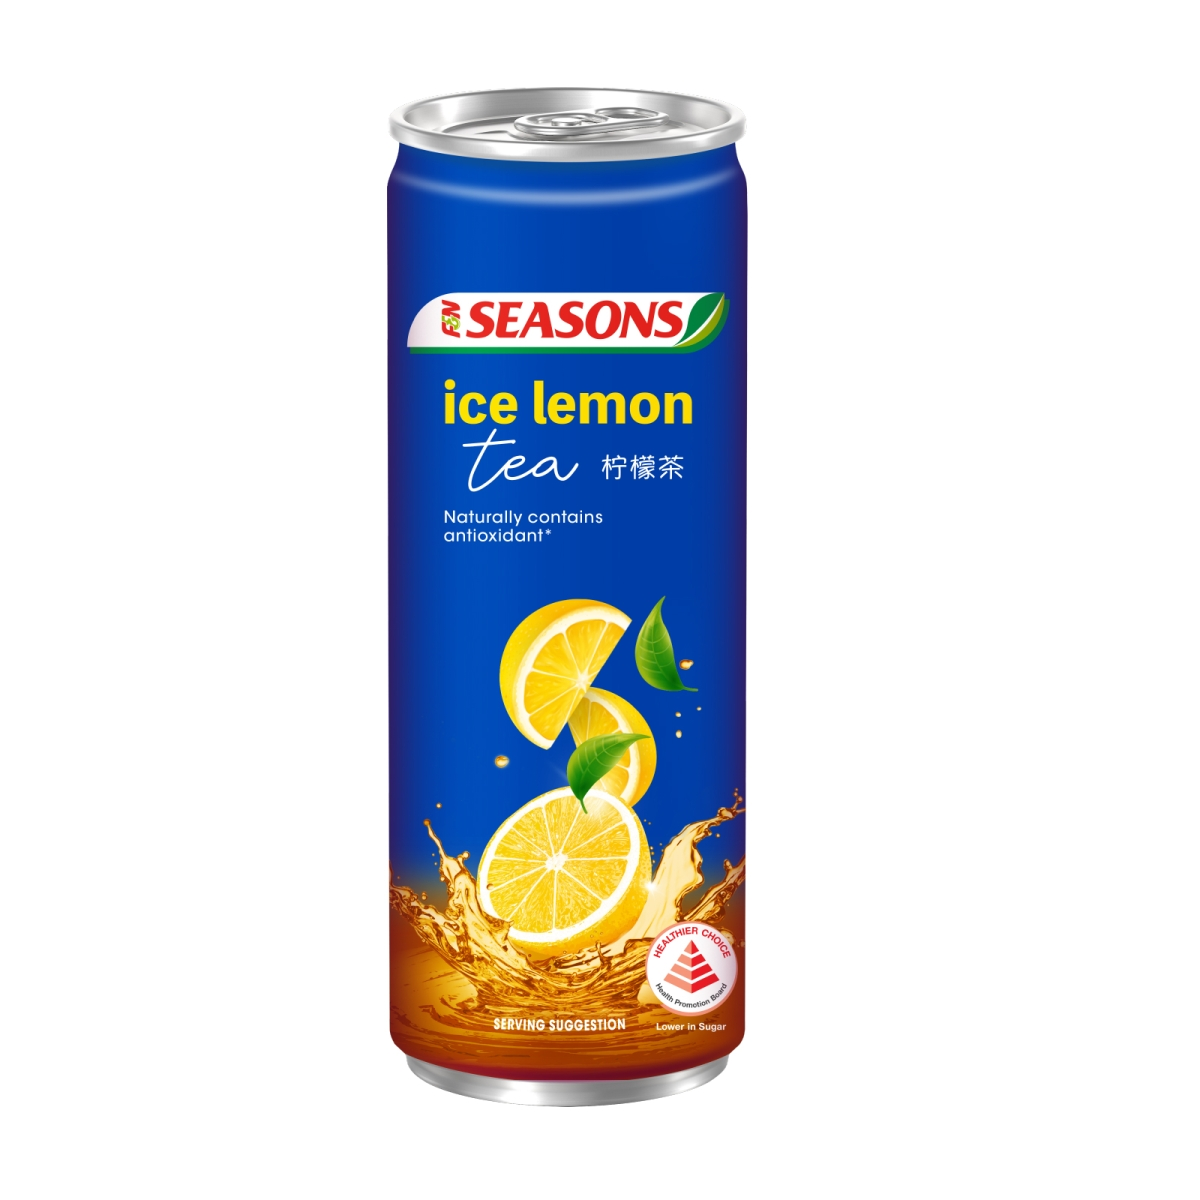 F&N SEASONS
ice lemon
tea 柠檬茶
Naturally contains
antioxidant*
HEALTHIER CHOICE
Health Promotion Board
SERVING SUGGESTION
Lower in Sugar